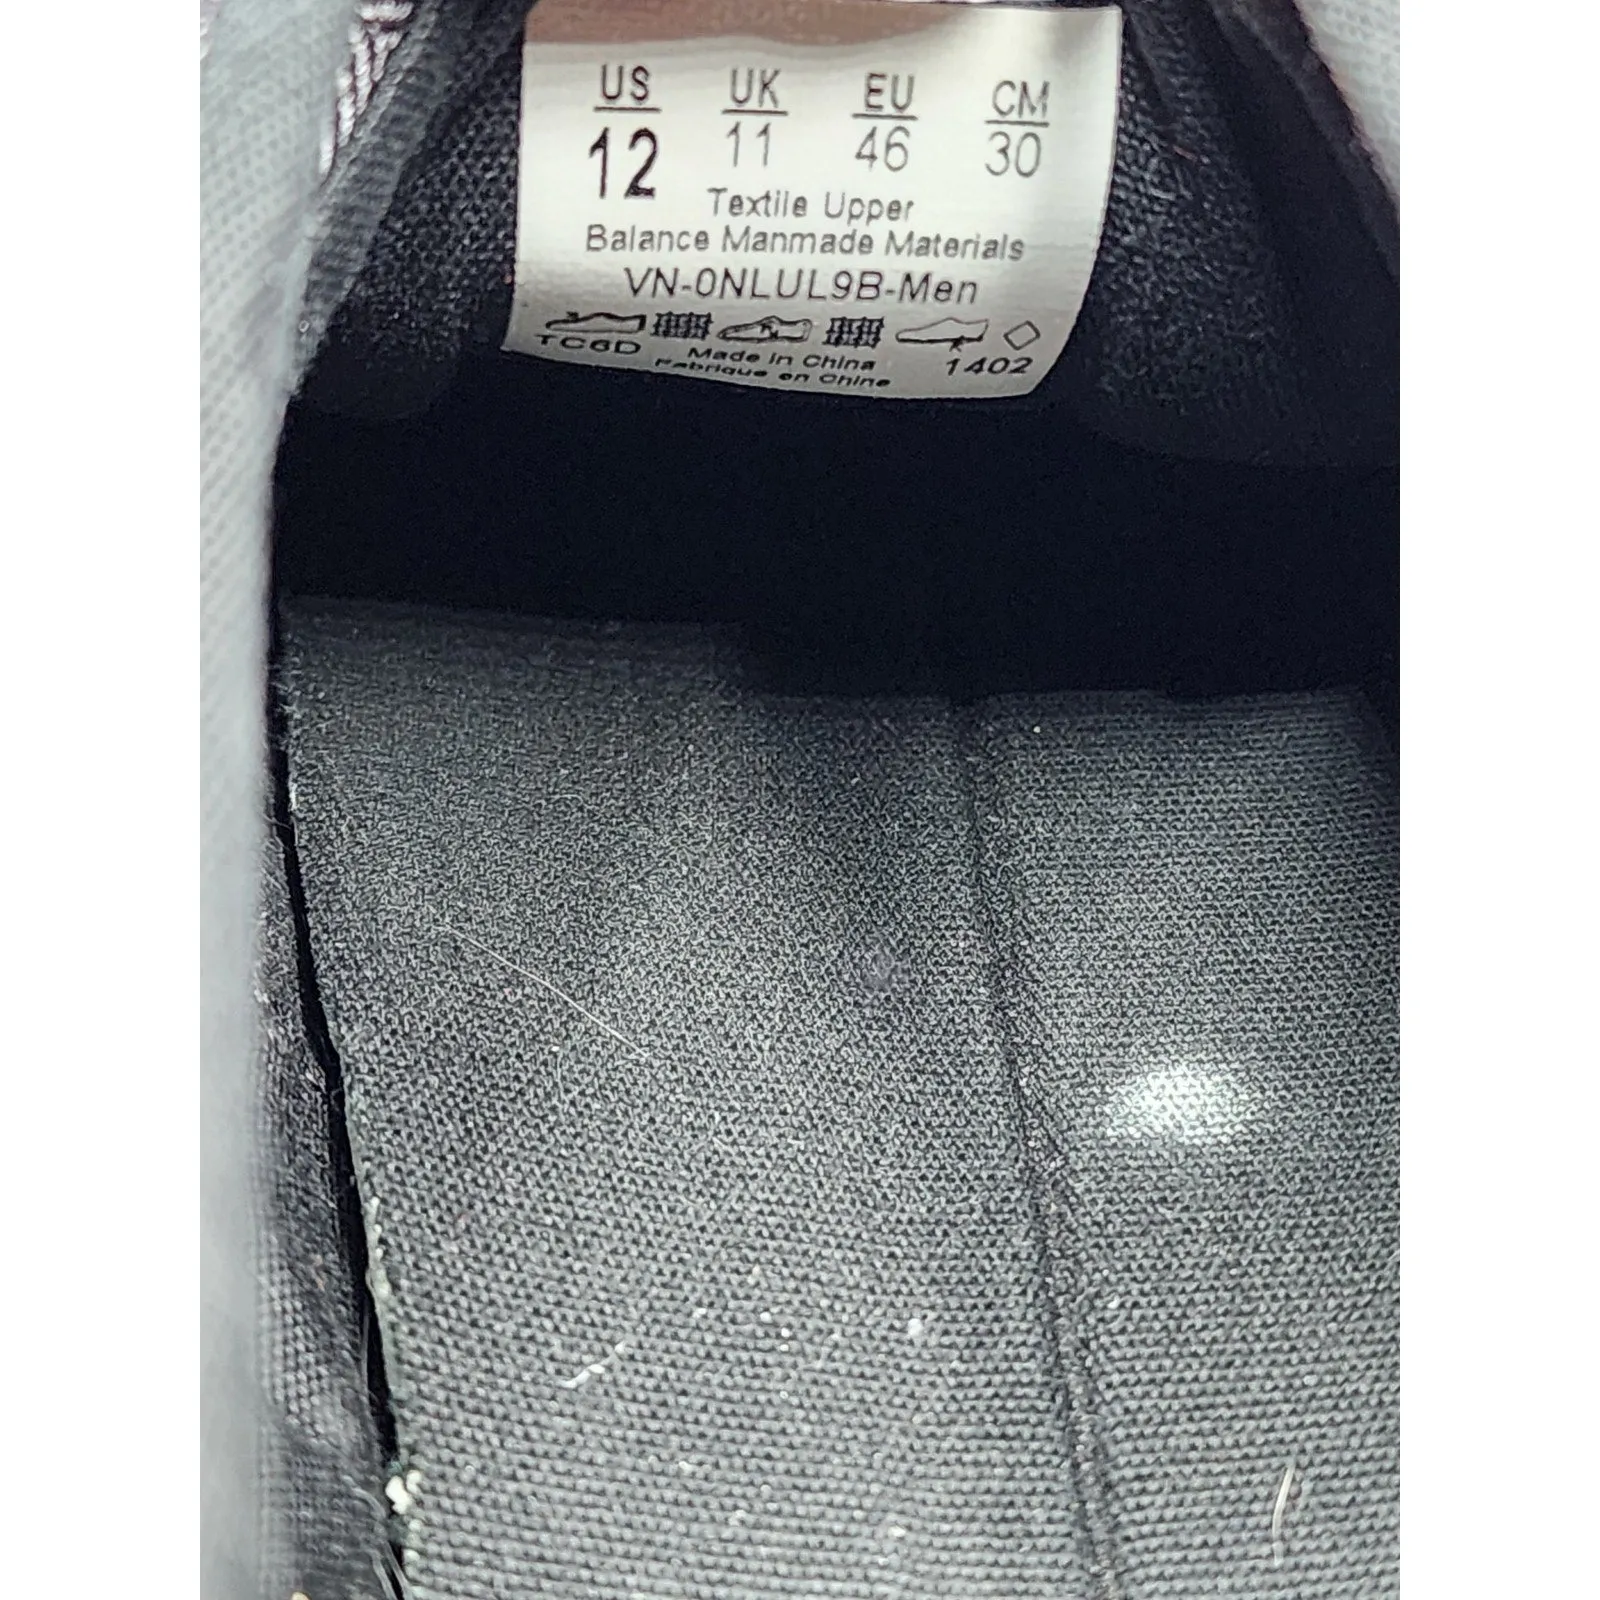 US UK EU CM
12 11 46 30
Textile Upper
Balance Manmade Materials
VN-0NLUL9B-Men
TC6D Made in China 1402
Fabrique en Chine